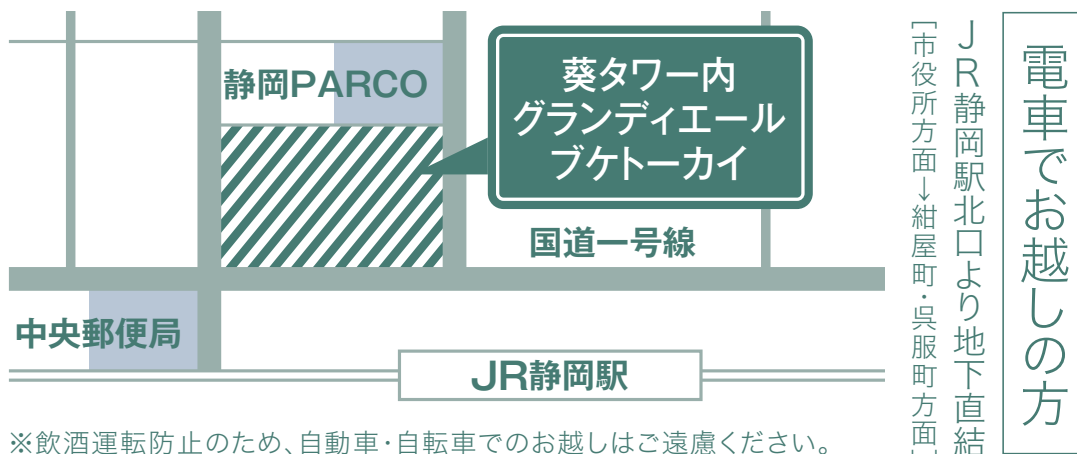 電車でお越しの方
JR静岡駅北口より地下直結
[市役所方面→紺屋町・呉服町方面]
静岡PARCO
葵タワー内
グランディエール
ブケトーカイ
国道一号線
中央郵便局
JR静岡駅
※飲酒運転防止のため、自動車・自転車でのお越しはご遠慮ください。